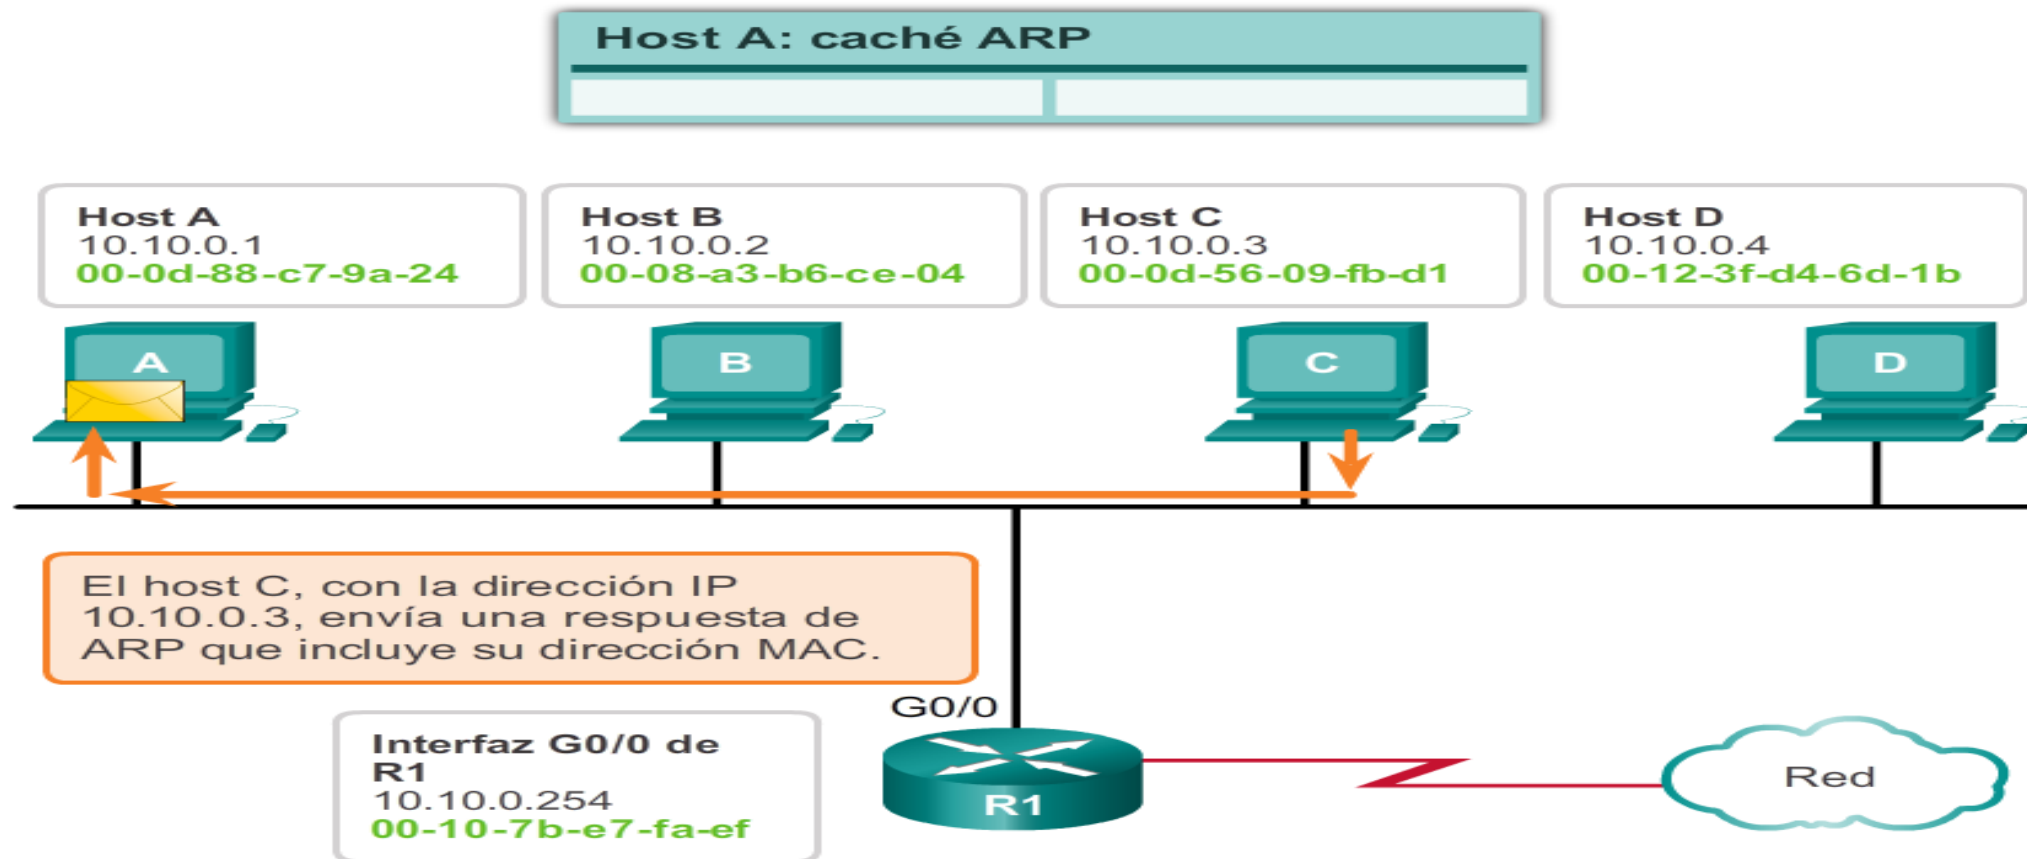 Host A: caché ARP
Host A
10.10.0.1
00-0d-88-c7-9a-24
Host B
10.10.0.2
00-08-a3-b6-ce-04
Host C
10.10.0.3
00-0d-56-09-fb-d1
Host D
10.10.0.4
00-12-3f-d4-6d-1b
A
B
C
D
El host C, con la dirección IP
10.10.0.3, envía una respuesta de
ARP que incluye su dirección MAC.
G0/0
Interfaz G0/0 de
R1
10.10.0.254
00-10-7b-e7-fa-ef
R1
Red